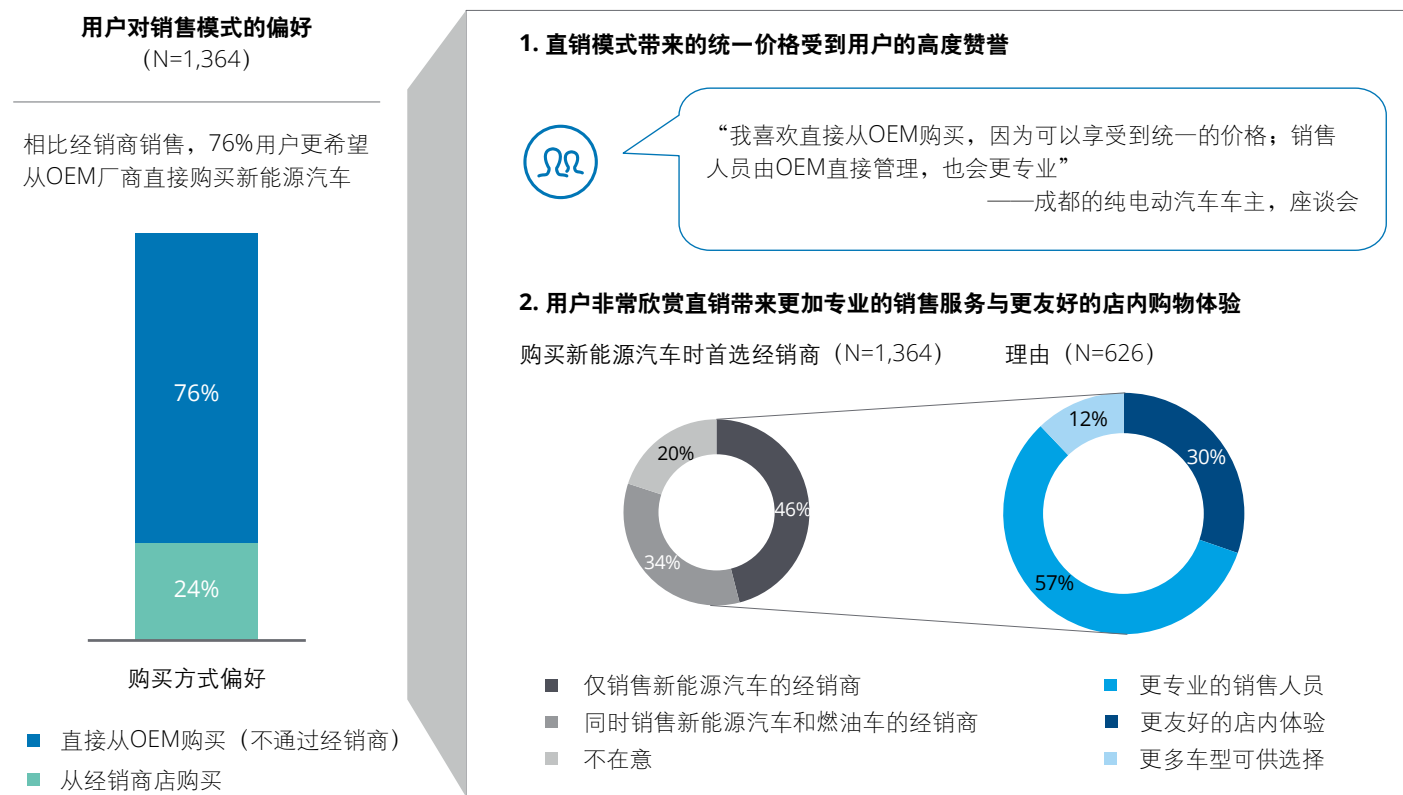 用户对销售模式的偏好
（N=1,364）
相比经销商销售，76%用户更希望
从OEM厂商直接购买新能源汽车
76%
24%
购买方式偏好
直接从OEM购买（不通过经销商）
从经销商店购买
1. 直销模式带来的统一价格受到用户的高度赞誉
“我喜欢直接从OEM购买，因为可以享受到统一的价格；销售
人员由OEM直接管理，也会更专业”
——成都的纯电动汽车车主，座谈会
2. 用户非常欣赏直销带来更加专业的销售服务与更友好的店内购物体验
购买新能源汽车时首选经销商（N=1,364）
20%
46%
34%
仅销售新能源汽车的经销商
同时销售新能源汽车和燃油车的经销商
不在意
理由（N=626）
12%
30%
57%
更专业的销售人员
更友好的店内体验
更多车型可供选择